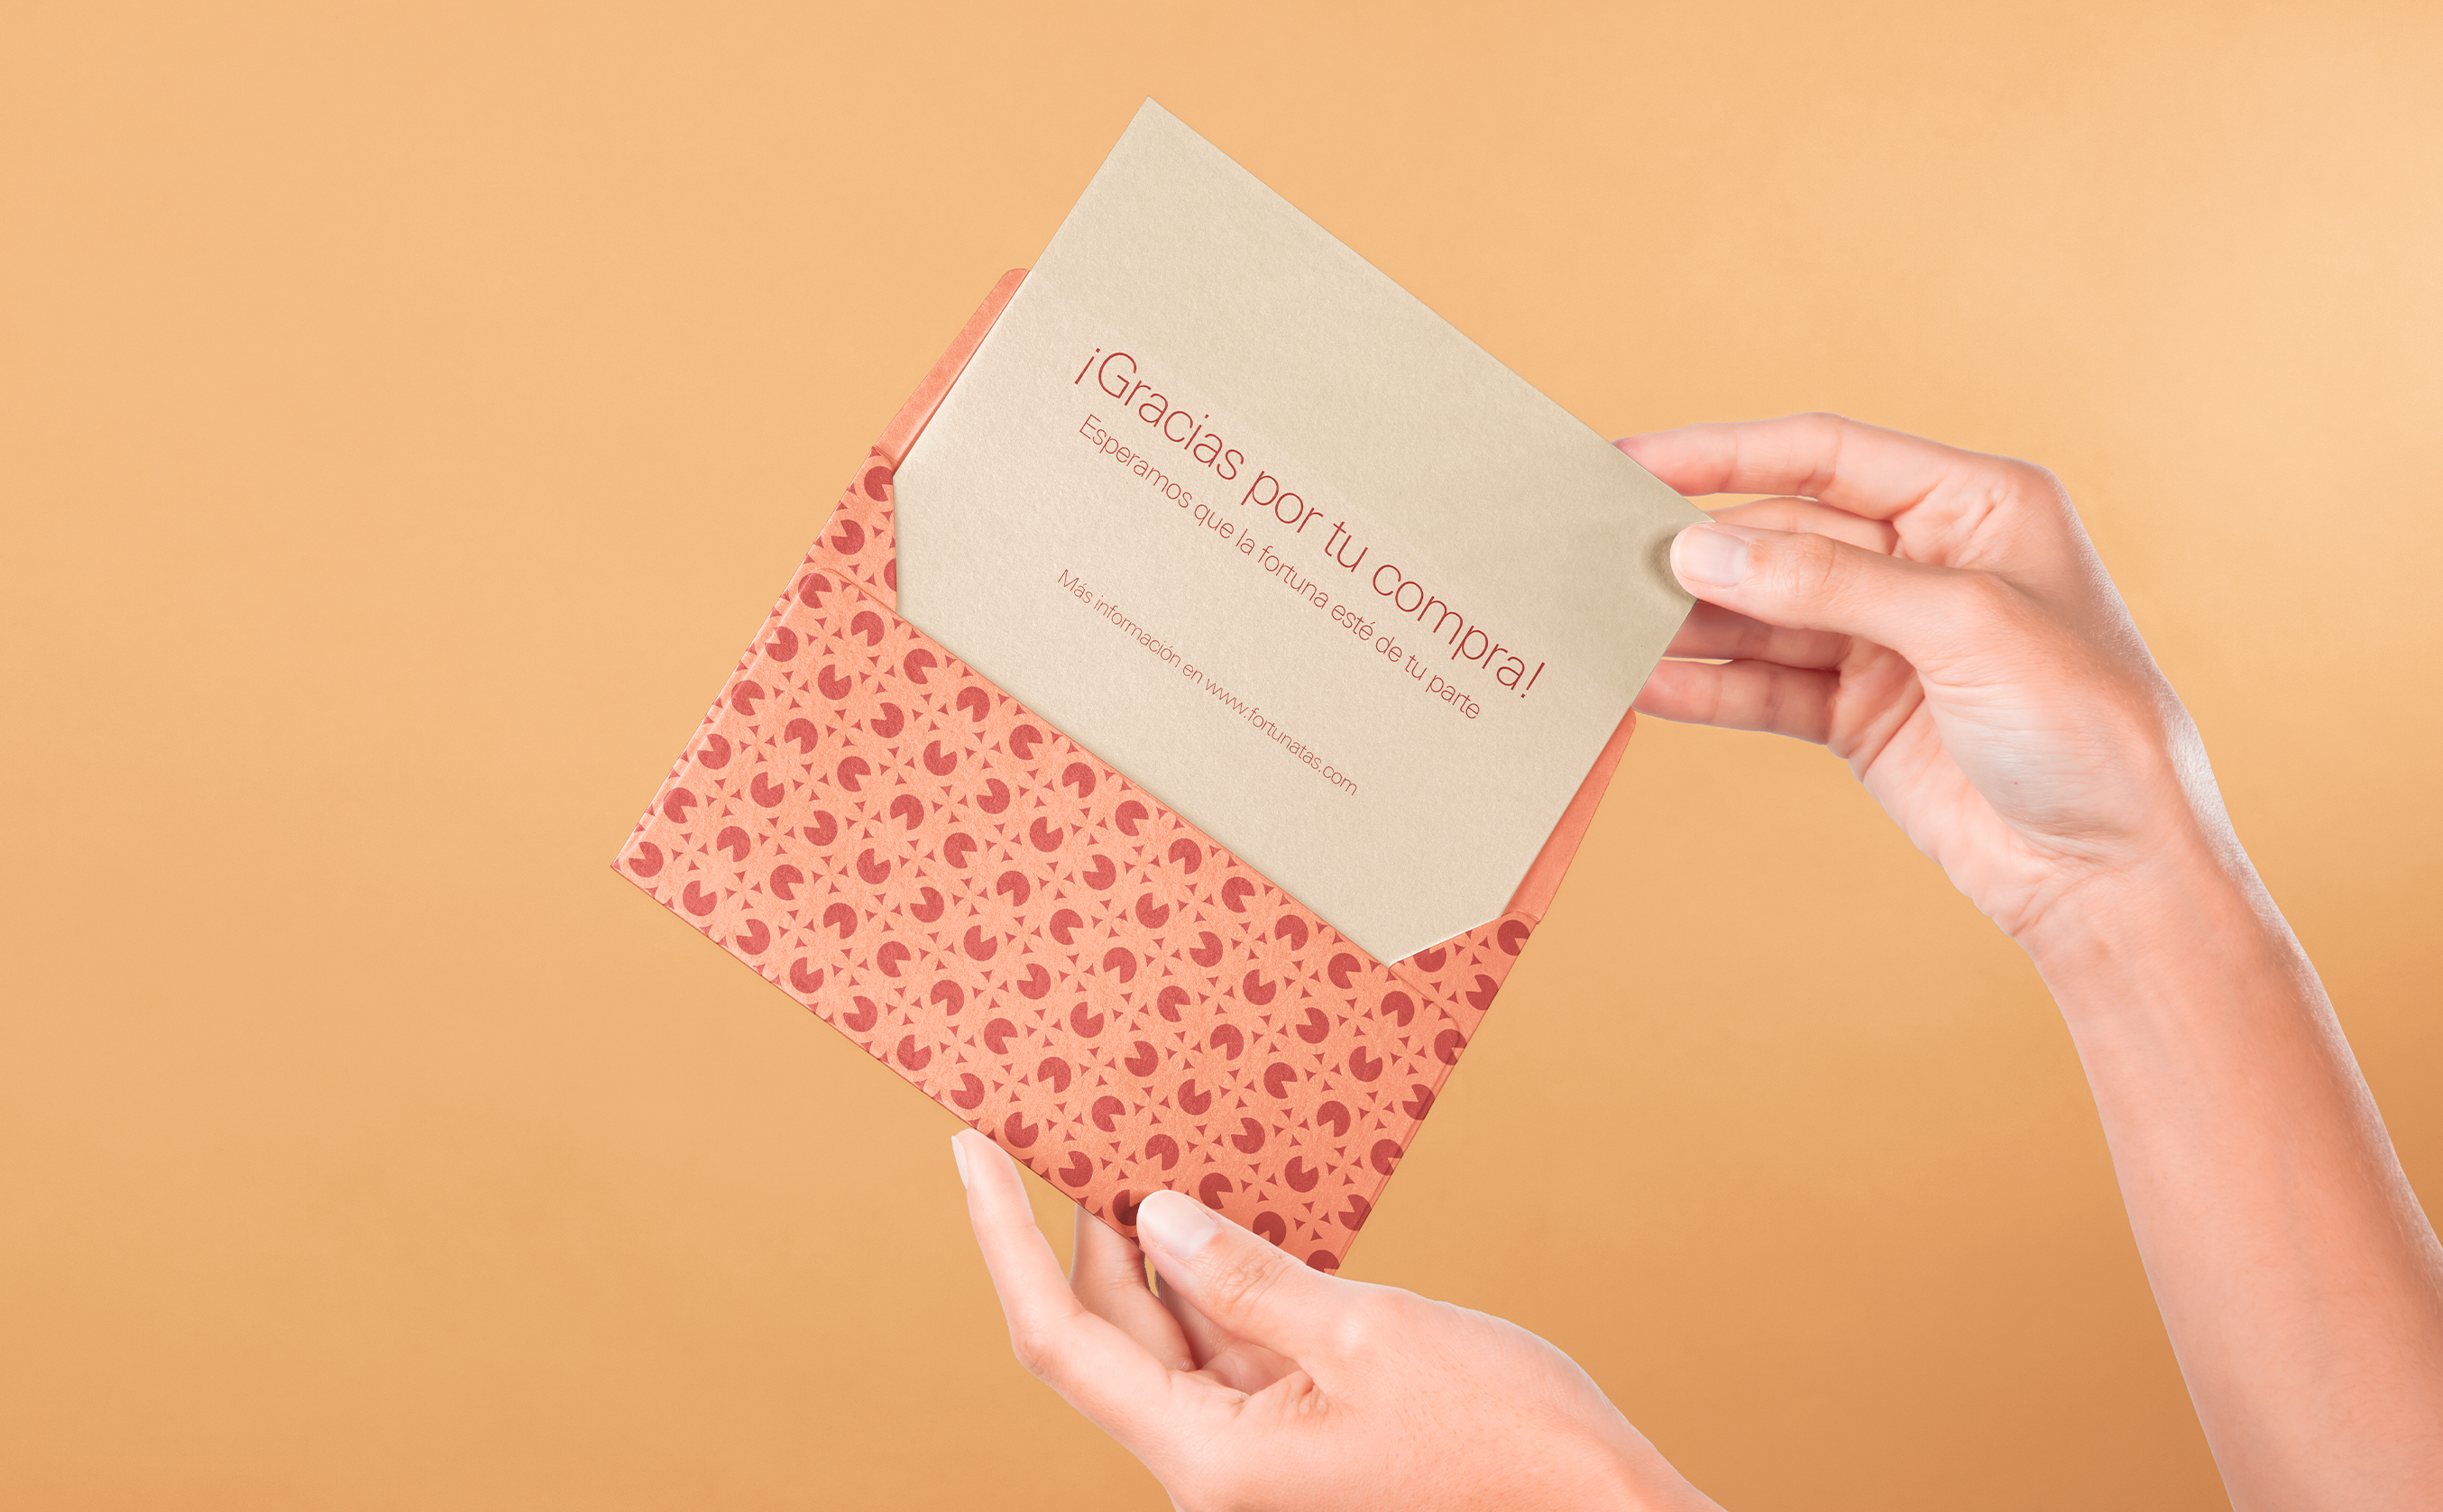 ¡Gracias por tu compra!
Esperamos que la fortuna esté de tu parte
Más información en www.fortunatas.com